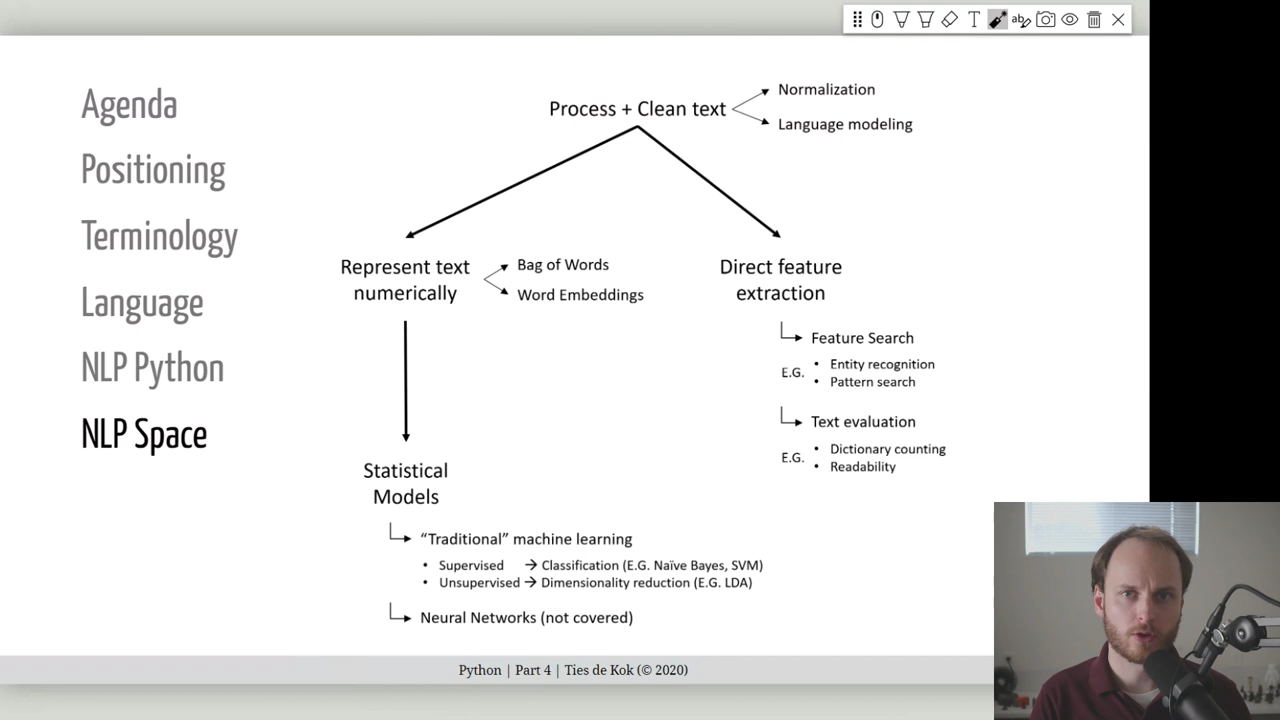 Agenda
Positioning
Terminology
Language
NLP Python
NLP Space
Process + Clean text
Normalization
Language modeling
Represent text
numerically
Bag of Words
Word Embeddings
Direct feature
extraction
Feature Search
E.G.
• Entity recognition
• Pattern search
Text evaluation
E.G.
• Dictionary counting
• Readability
Statistical
Models
“Traditional” machine learning
• Supervised → Classification (E.G. Naïve Bayes, SVM)
• Unsupervised → Dimensionality reduction (E.G. LDA)
Neural Networks (not covered)
Python | Part 4 | Ties de Kok (© 2020)
T
ab